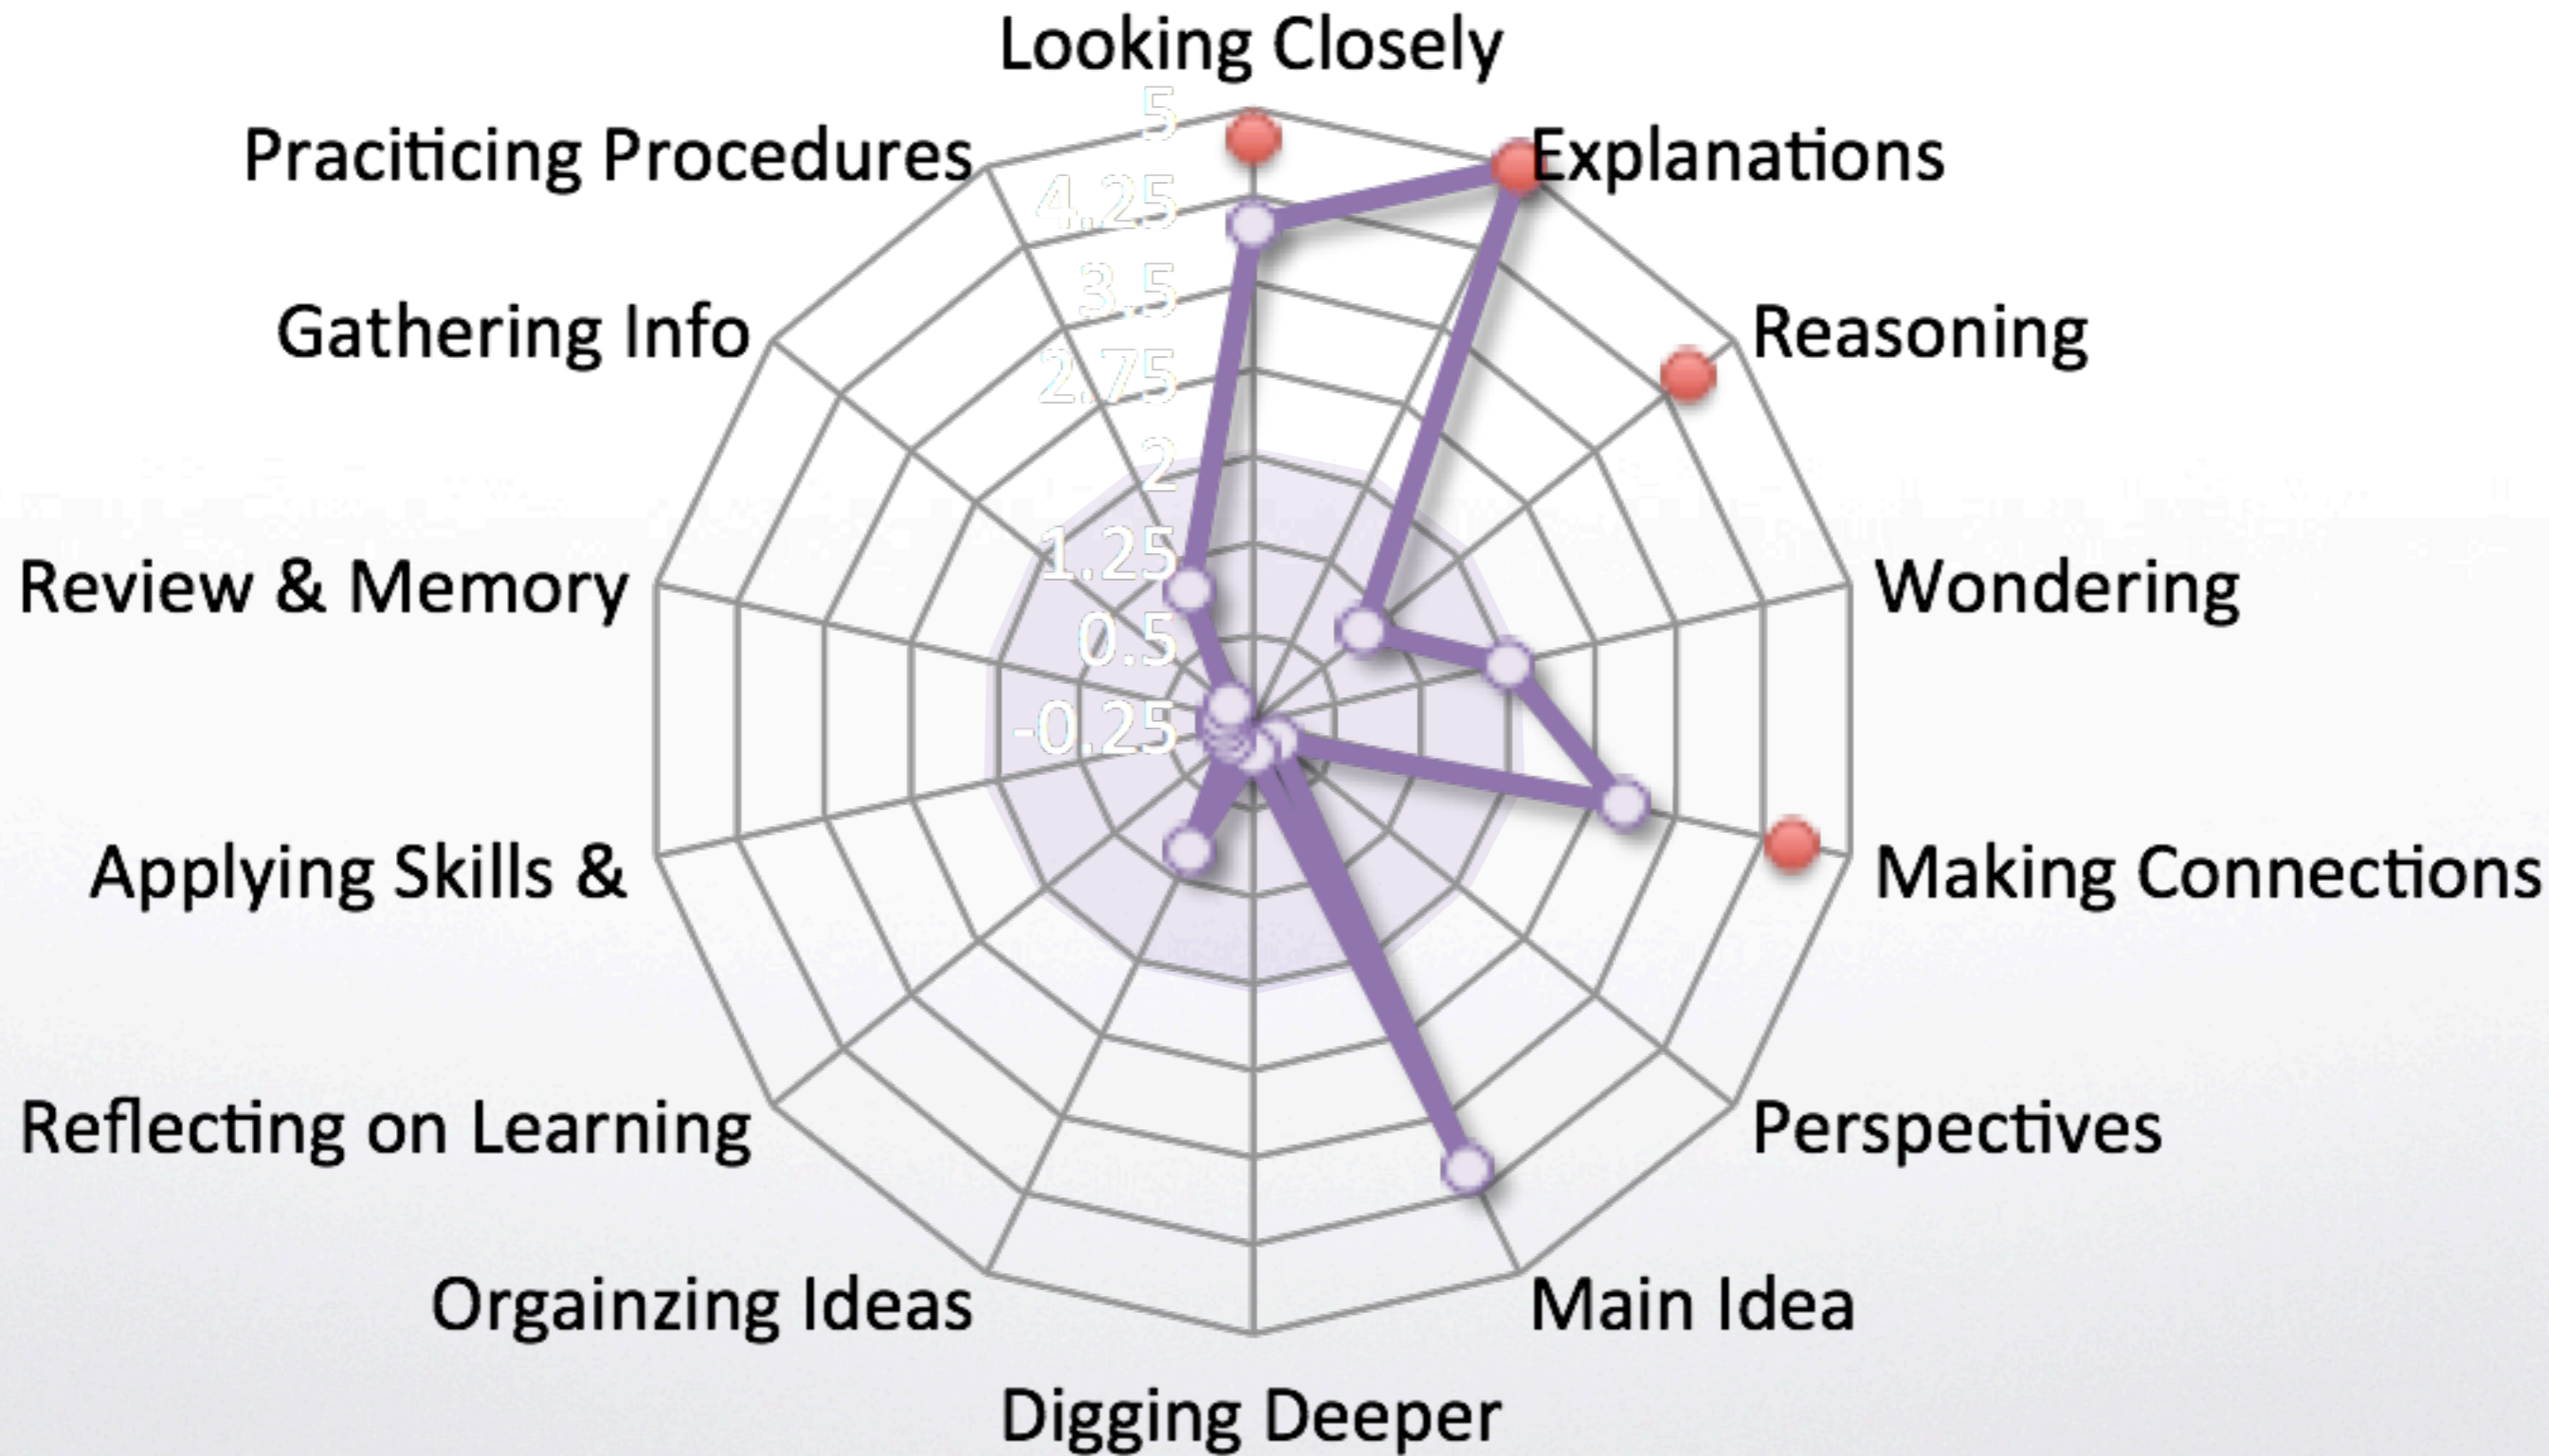 Looking Closely
Explanations
Reasoning
Wondering
Making Connections
Perspectives
Main Idea
Digging Deeper
Orgainzing Ideas
Reflecting on Learning
Applying Skills &
Review & Memory
Gathering Info
Praciticing Procedures
5
4.25
3.5
2.75
2
1.25
0.5
-0.25